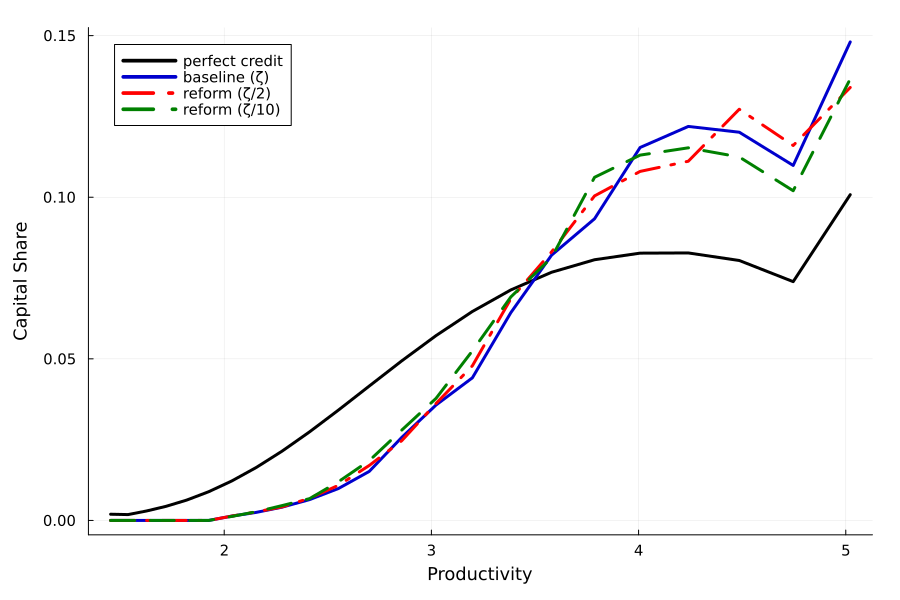 0.15
perfect credit
baseline (ζ)
reform (ζ/2)
reform (ζ/10)
0.10
Capital Share
0.05
0.00
2 3 4 5
Productivity